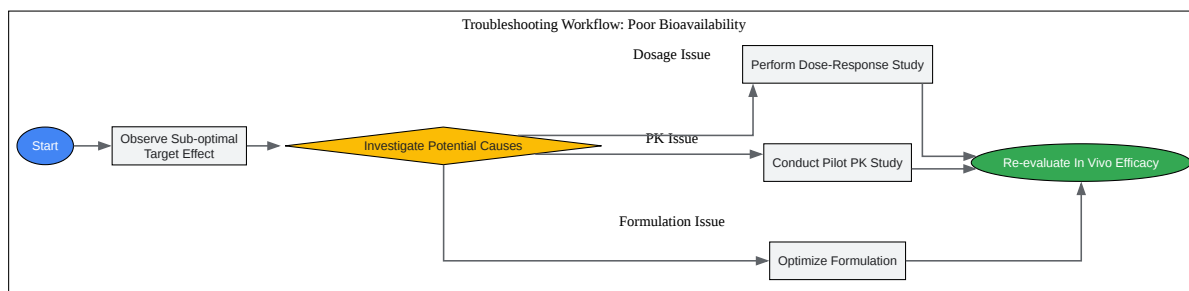 Troubleshooting Workflow: Poor Bioavailability
Dosage Issue
Perform Dose-Response Study
Start
Observe Sub-optimal
Target Effect
Investigate Potential Causes
PK Issue
Conduct Pilot PK Study
Re-evaluate In Vivo Efficacy
Formulation Issue
Optimize Formulation